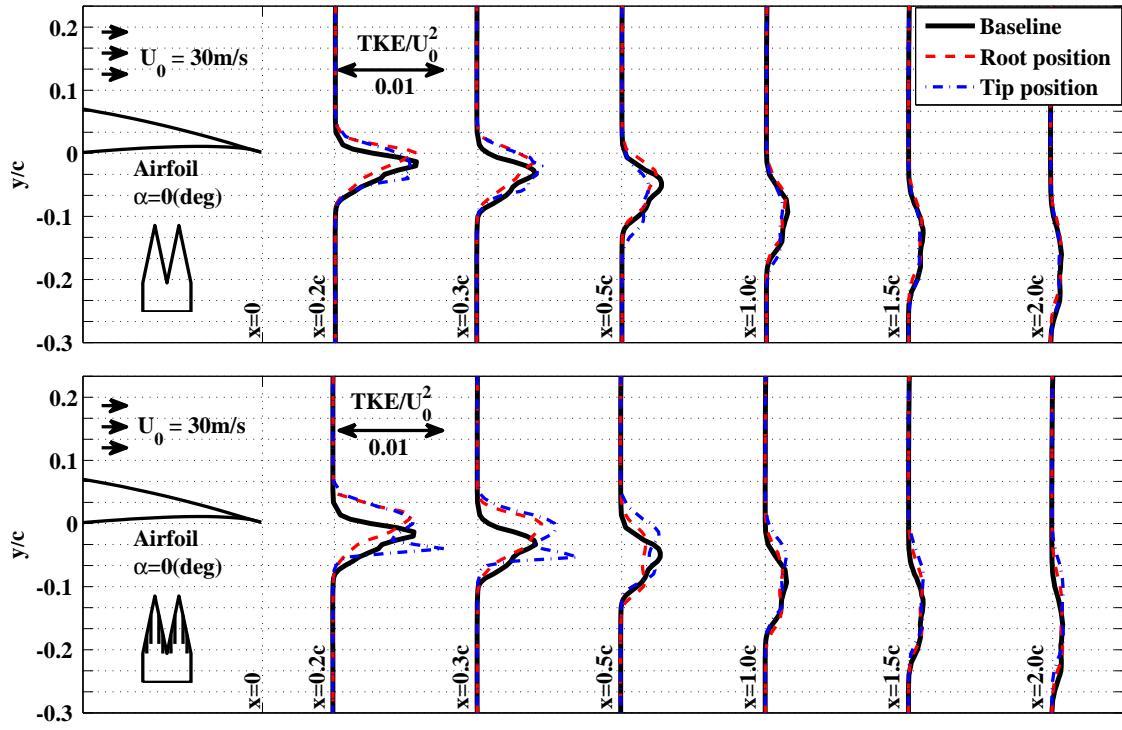 0.2
0.1
0
-0.1
-0.2
-0.3
y/c
U0 = 30m/s
TKE/U0^2
0.01
Baseline
Root position
Tip position
Airfoil
α=0(deg)
x=0
x=0.2c
x=0.3c
x=0.5c
x=1.0c
x=1.5c
x=2.0c
0.2
0.1
0
-0.1
-0.2
-0.3
y/c
U0 = 30m/s
TKE/U0^2
0.01
Airfoil
α=0(deg)
x=0
x=0.2c
x=0.3c
x=0.5c
x=1.0c
x=1.5c
x=2.0c